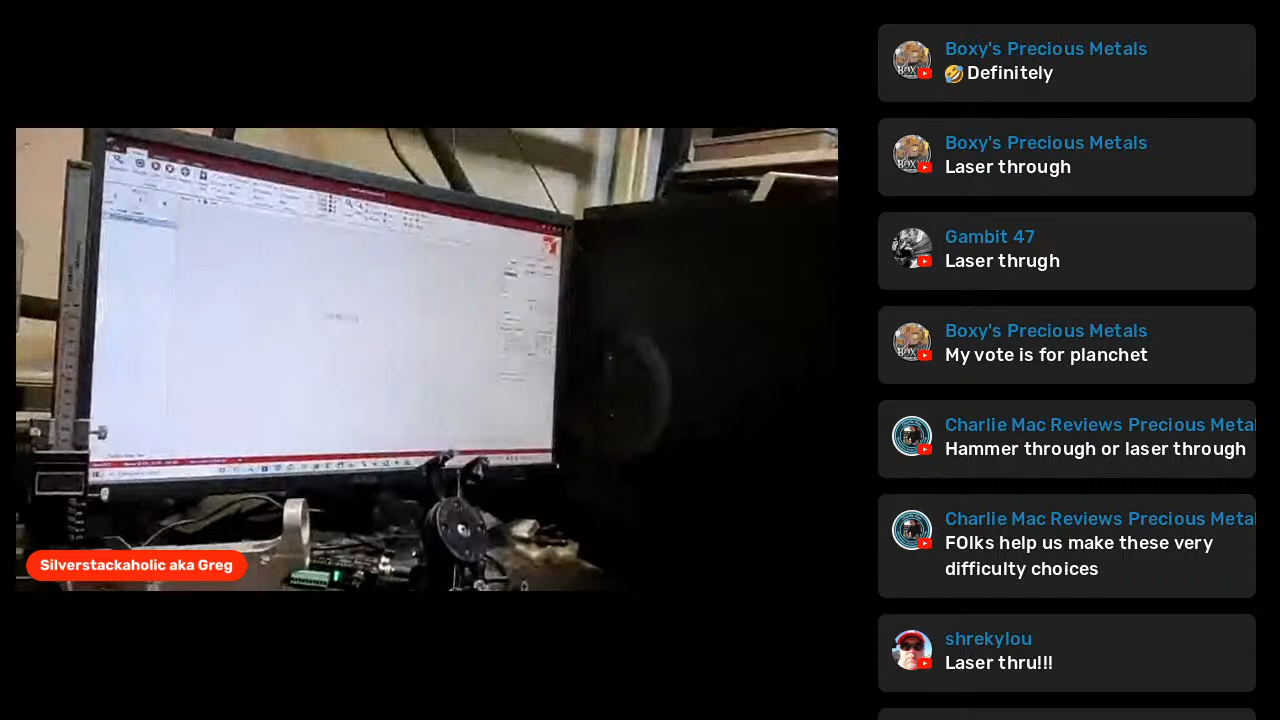 Boxy's Precious Metals
🤣 Definitely
Boxy's Precious Metals
Laser through
Gambit 47
Laser thrugh
Boxy's Precious Metals
My vote is for planchet
Charlie Mac Reviews Precious Meta
Hammer through or laser through
Charlie Mac Reviews Precious Meta
FOlks help us make these very
difficulty choices
shrekylou
Laser thru!!!
Silverstackaholic aka Greg